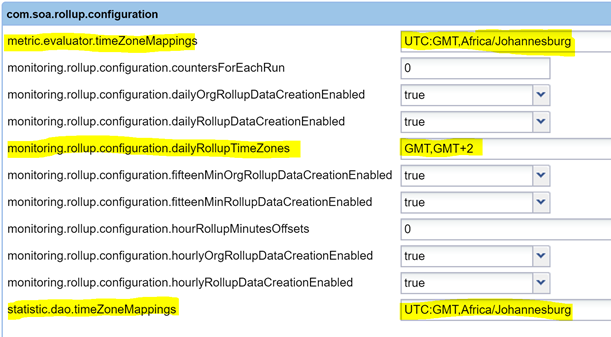 com.soa.rollup.configuration
metric.evaluator.timeZoneMappings UTC:GMT,Africa/Johannesburg
monitoring.rollup.configuration.countersForEachRun 0
monitoring.rollup.configuration.dailyOrgRollupDataCreationEnabled true
monitoring.rollup.configuration.dailyRollupDataCreationEnabled true
monitoring.rollup.configuration.dailyRollupTimeZones GMT,GMT+2
monitoring.rollup.configuration.fifteenMinOrgRollupDataCreationEnabled true
monitoring.rollup.configuration.fifteenMinRollupDataCreationEnabled true
monitoring.rollup.configuration.hourRollupMinutesOffsets 0
monitoring.rollup.configuration.hourlyOrgRollupDataCreationEnabled true
monitoring.rollup.configuration.hourlyRollupDataCreationEnabled true
statistic.dao.timeZoneMappings UTC:GMT,Africa/Johannesburg